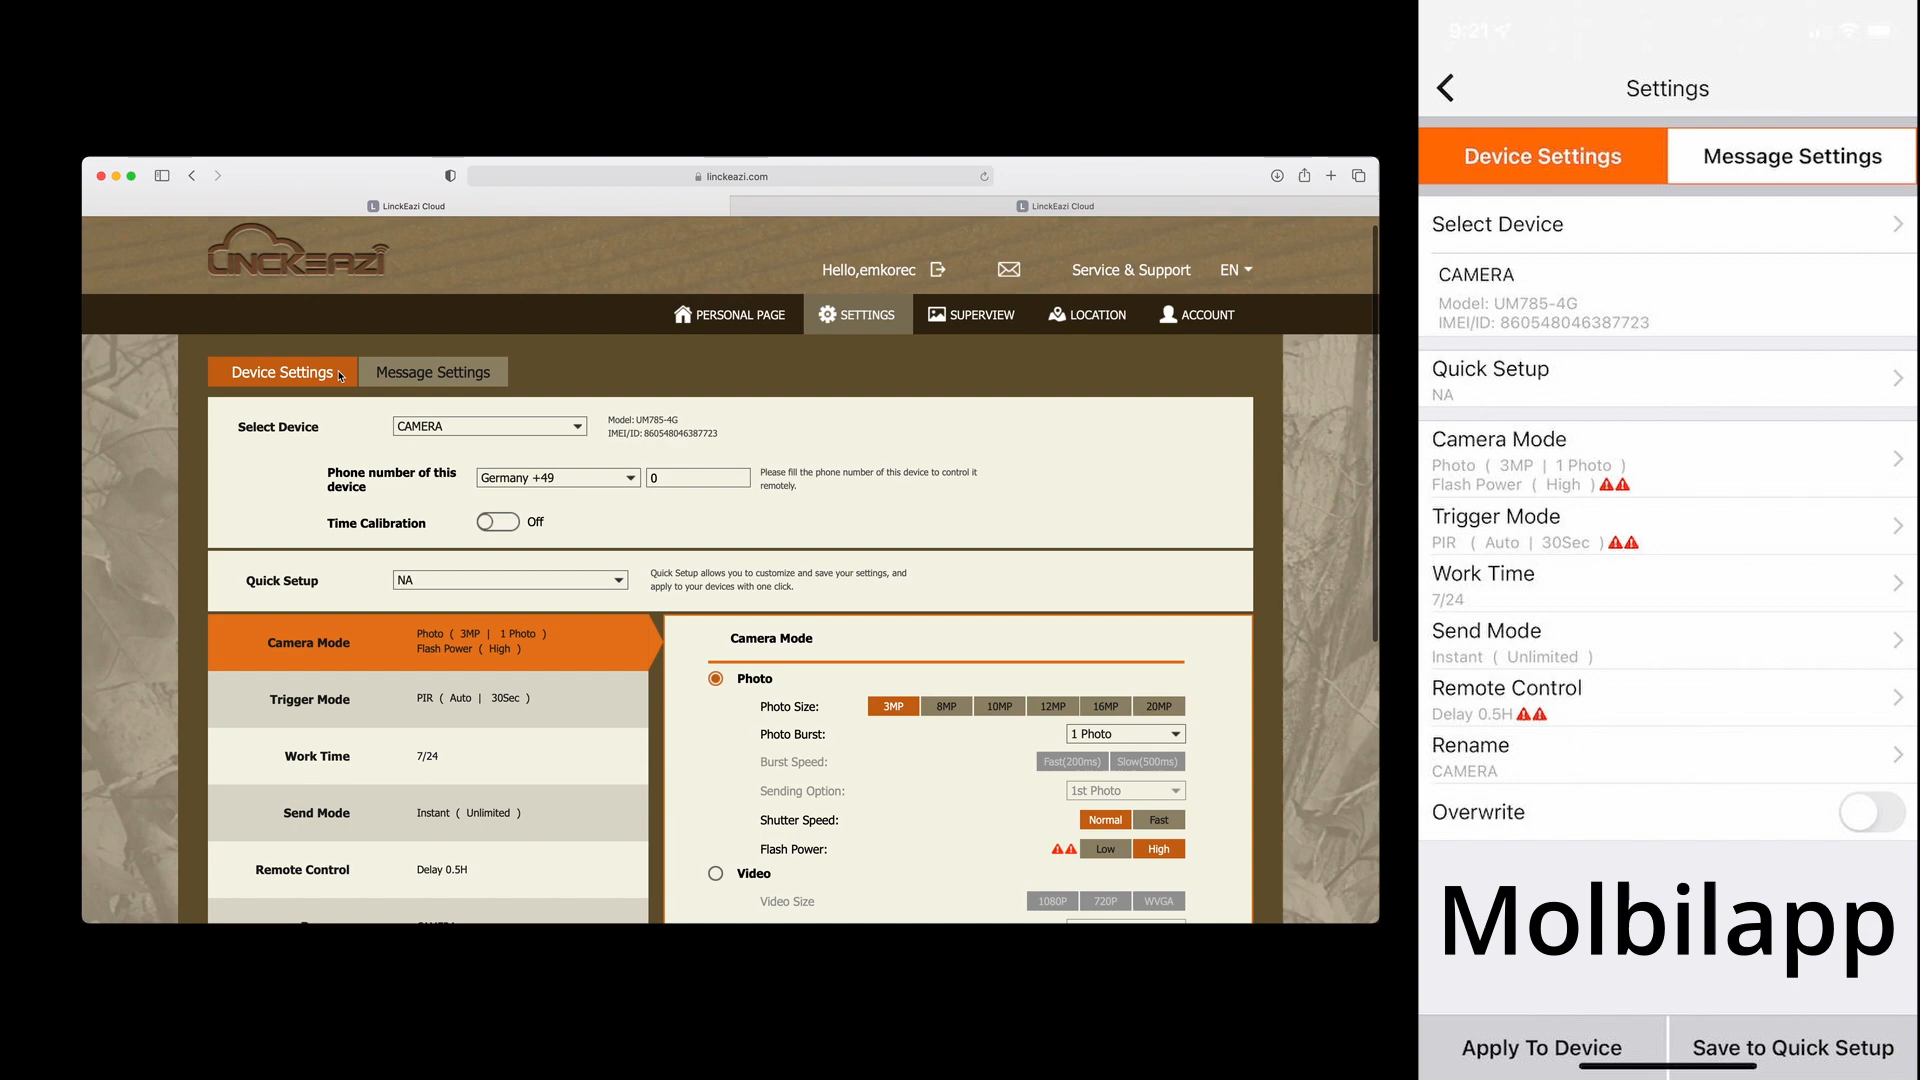 linckeazi.com
LinckEazi Cloud
LinckEazi Cloud
LINCKEAZI
Hello,emkorec
Service & Support
EN
PERSONAL PAGE
SETTINGS
SUPERVIEW
LOCATION
ACCOUNT
Device Settings
Message Settings
Select Device
CAMERA
Model: UM785-4G
IMEI/ID: 860548046387723
Phone number of this
device
Germany +49
0
Please fill the phone number of this device to control it
remotely.
Time Calibration
Off
Quick Setup
NA
Quick Setup allows you to customize and save your settings, and
apply to your devices with one click.
Camera Mode
Photo ( 3MP | 1 Photo )
Flash Power ( High )
Trigger Mode
PIR ( Auto | 30Sec )
Work Time
7/24
Send Mode
Instant ( Unlimited )
Remote Control
Delay 0.5H
Camera Mode
Photo
Photo Size:
3MP
8MP
10MP
12MP
16MP
20MP
Photo Burst:
1 Photo
Burst Speed:
Fast(200ms)
Slow(500ms)
Sending Option:
1st Photo
Shutter Speed:
Normal
Fast
Flash Power:
Low
High
Video
Video Size
1080P
720P
WVGA
9:21
Settings
Device Settings
Message Settings
Select Device
CAMERA
Model: UM785-4G
IMEI/ID: 860548046387723
Quick Setup
NA
Camera Mode
Photo ( 3MP | 1 Photo )
Flash Power ( High )
Trigger Mode
PIR ( Auto | 30Sec )
Work Time
7/24
Send Mode
Instant ( Unlimited )
Remote Control
Delay 0.5H
Rename
CAMERA
Overwrite
Molbilapp
Apply To Device
Save to Quick Setup